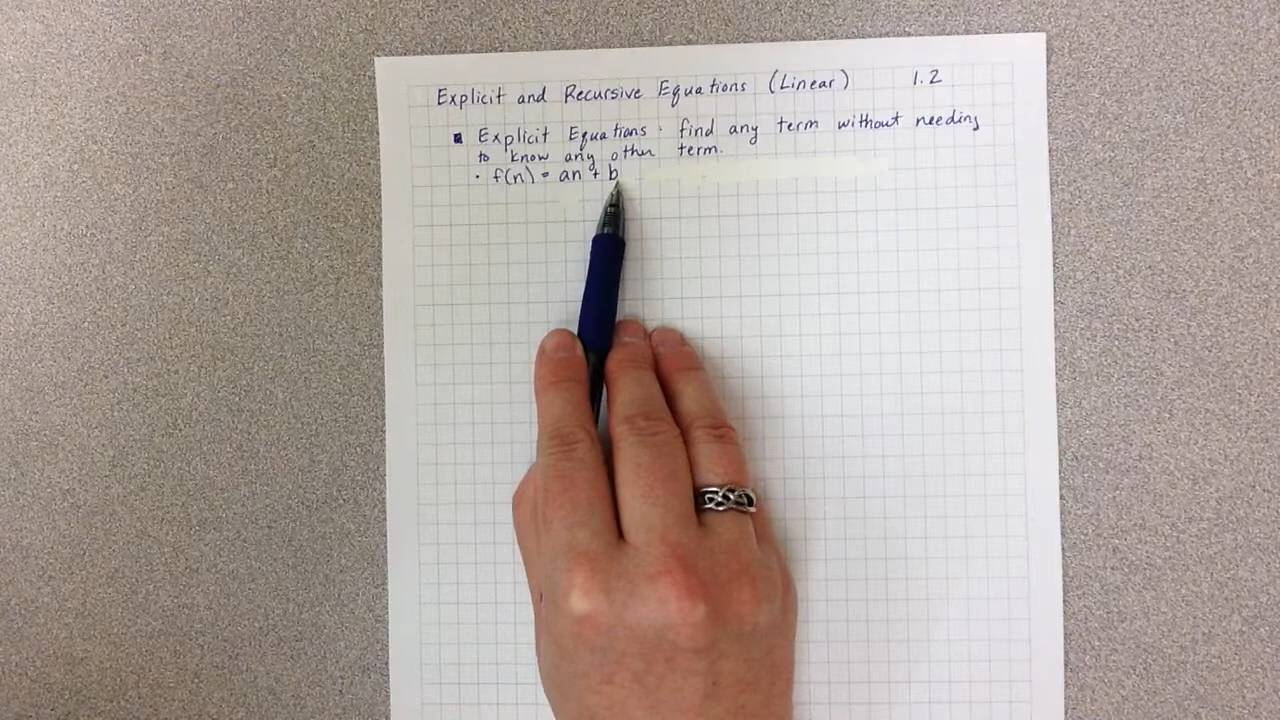 Explicit and Recursive Equations (Linear) 1.2
▪ Explicit Equations · find any term without needing
to know any other term.
· f(n) = an + b